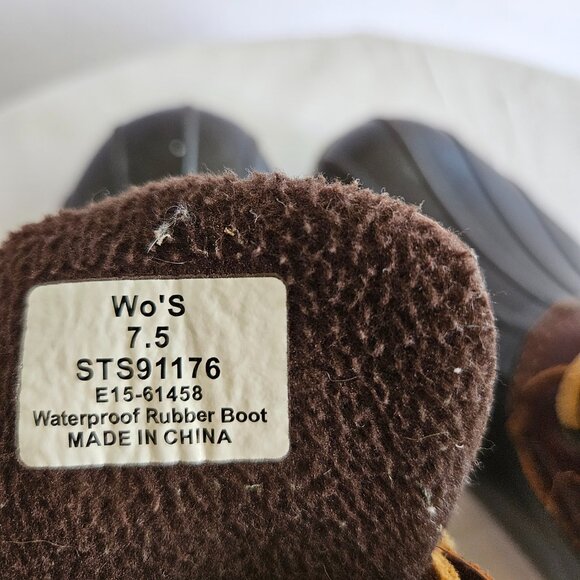 Wo'S
7.5
STS91176
E15-61458
Waterproof Rubber Boot
MADE IN CHINA